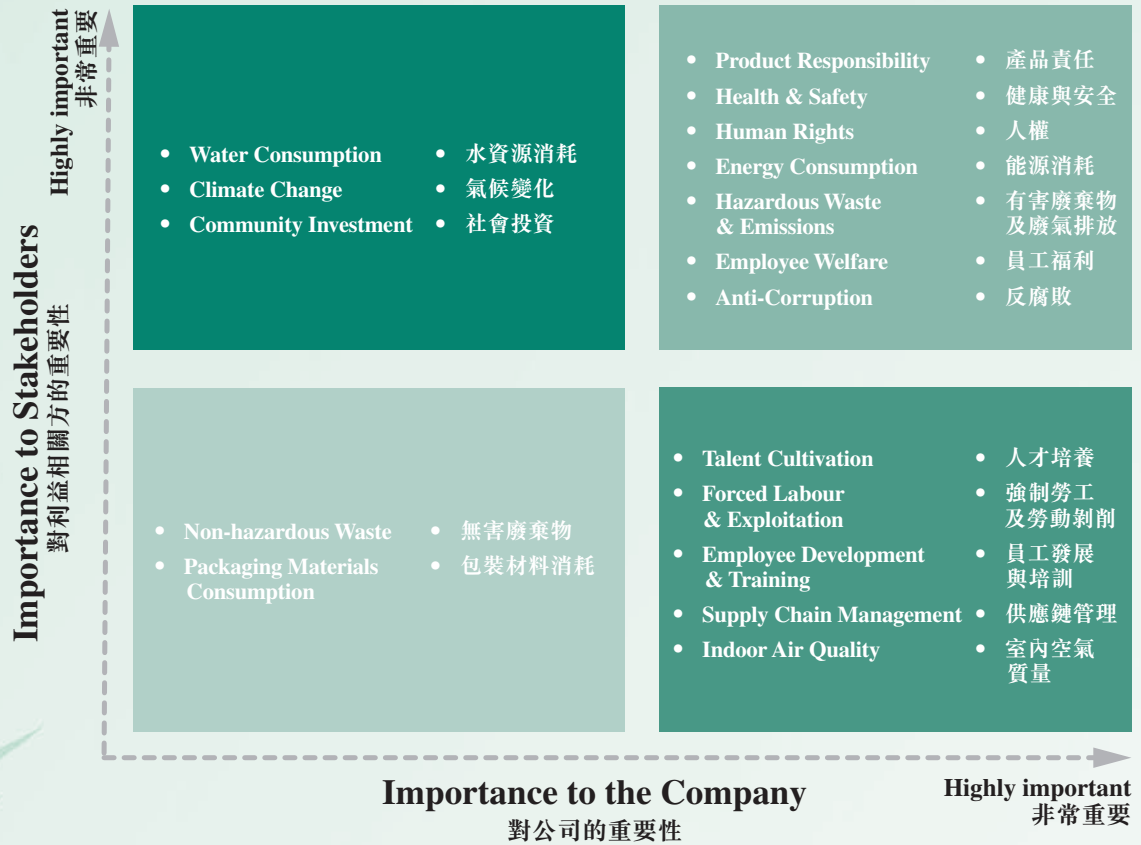 Highly important
非常重要
Importance to Stakeholders
對利益相關方的重要性
• Water Consumption
• Climate Change
• Community Investment
• 水資源消耗
• 氣候變化
• 社會投資
• Product Responsibility
• Health & Safety
• Human Rights
• Energy Consumption
• Hazardous Waste
& Emissions
• Employee Welfare
• Anti-Corruption
• 產品責任
• 健康與安全
• 人權
• 能源消耗
• 有害廢棄物
及廢氣排放
• 員工福利
• 反腐敗
• Non-hazardous Waste
• Packaging Materials
Consumption
• 無害廢棄物
• 包裝材料消耗
• Talent Cultivation
• Forced Labour
& Exploitation
• Employee Development
& Training
• Supply Chain Management
• Indoor Air Quality
• 人才培養
• 強制勞工
及勞動剝削
• 員工發展
與培訓
• 供應鏈管理
• 室內空氣
質量
Importance to the Company
對公司的重要性
Highly important
非常重要